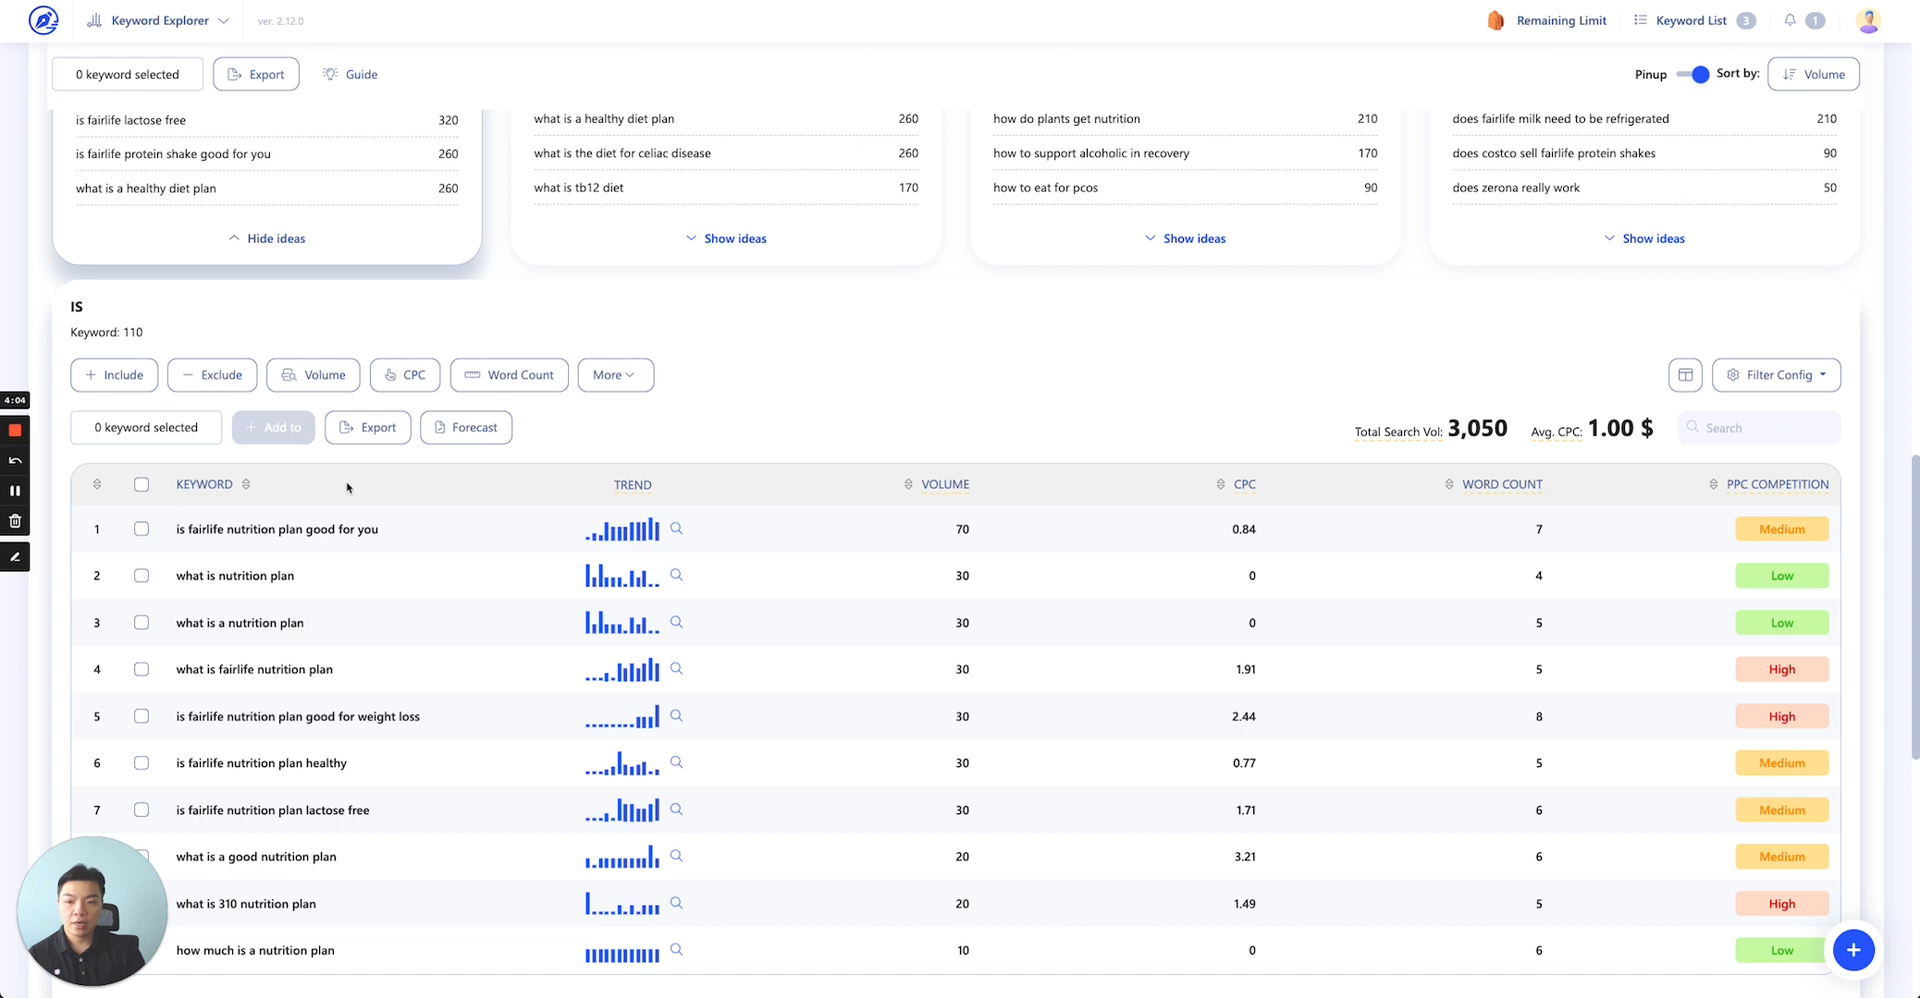 Keyword Explorer
ver. 2.12.0
Remaining Limit
Keyword List 3
1
0 keyword selected
Export
Guide
Pinup
Sort by:
Volume
is fairlife lactose free 320
is fairlife protein shake good for you 260
what is a healthy diet plan 260
Hide ideas
what is a healthy diet plan 260
what is the diet for celiac disease 260
what is tb12 diet 170
Show ideas
how do plants get nutrition 210
how to support alcoholic in recovery 170
how to eat for pcos 90
Show ideas
does fairlife milk need to be refrigerated 210
does costco sell fairlife protein shakes 90
does zerona really work 50
Show ideas
IS
Keyword: 110
+ Include
− Exclude
Volume
CPC
Word Count
More
Filter Config
4:04
0 keyword selected
+ Add to
Export
Forecast
Total Search Vol: 3,050
Avg. CPC: 1.00 $
Search
KEYWORD TREND VOLUME CPC WORD COUNT PPC COMPETITION
1 is fairlife nutrition plan good for you 70 0.84 7 Medium
2 what is nutrition plan 30 0 4 Low
3 what is a nutrition plan 30 0 5 Low
4 what is fairlife nutrition plan 30 1.91 5 High
5 is fairlife nutrition plan good for weight loss 30 2.44 8 High
6 is fairlife nutrition plan healthy 30 0.77 5 Medium
7 is fairlife nutrition plan lactose free 30 1.71 6 Medium
what is a good nutrition plan 20 3.21 6 Medium
what is 310 nutrition plan 20 1.49 5 High
how much is a nutrition plan 10 0 6 Low
+